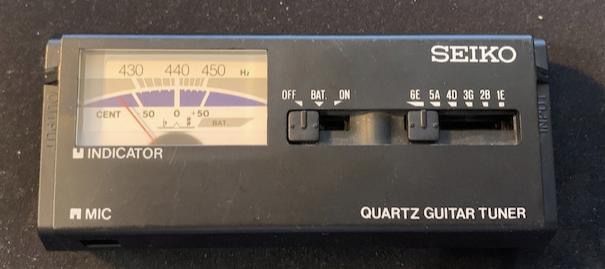 SEIKO
430 440 450 Hz
CENT 50 0 +50
BAT.
OFF BAT. ON
6E 5A 4D 3G 2B 1E
INDICATOR
MIC
QUARTZ GUITAR TUNER
INPUT